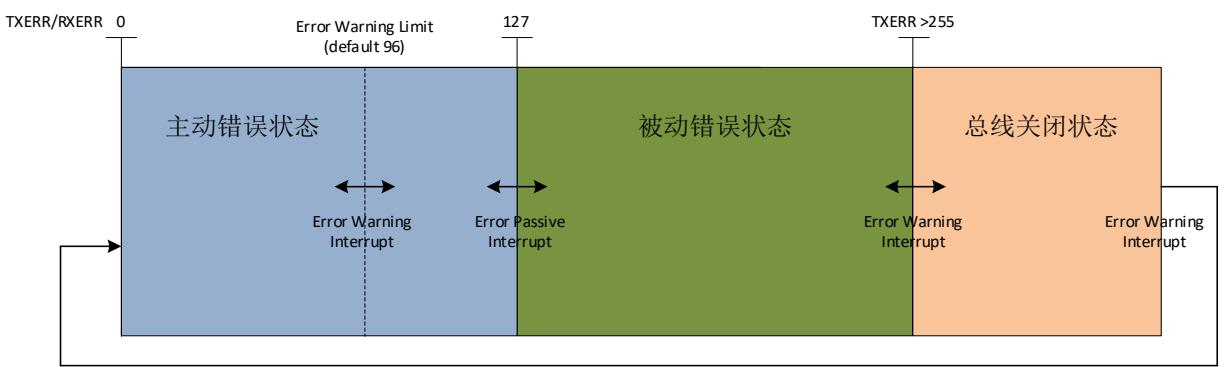 TXERR/RXERR 0
Error Warning Limit
(default 96)
127
TXERR >255
主动错误状态
被动错误状态
总线关闭状态
Error Warning
Interrupt
Error Passive
Interrupt
Error Warning
Interrupt
Error Warning
Interrupt